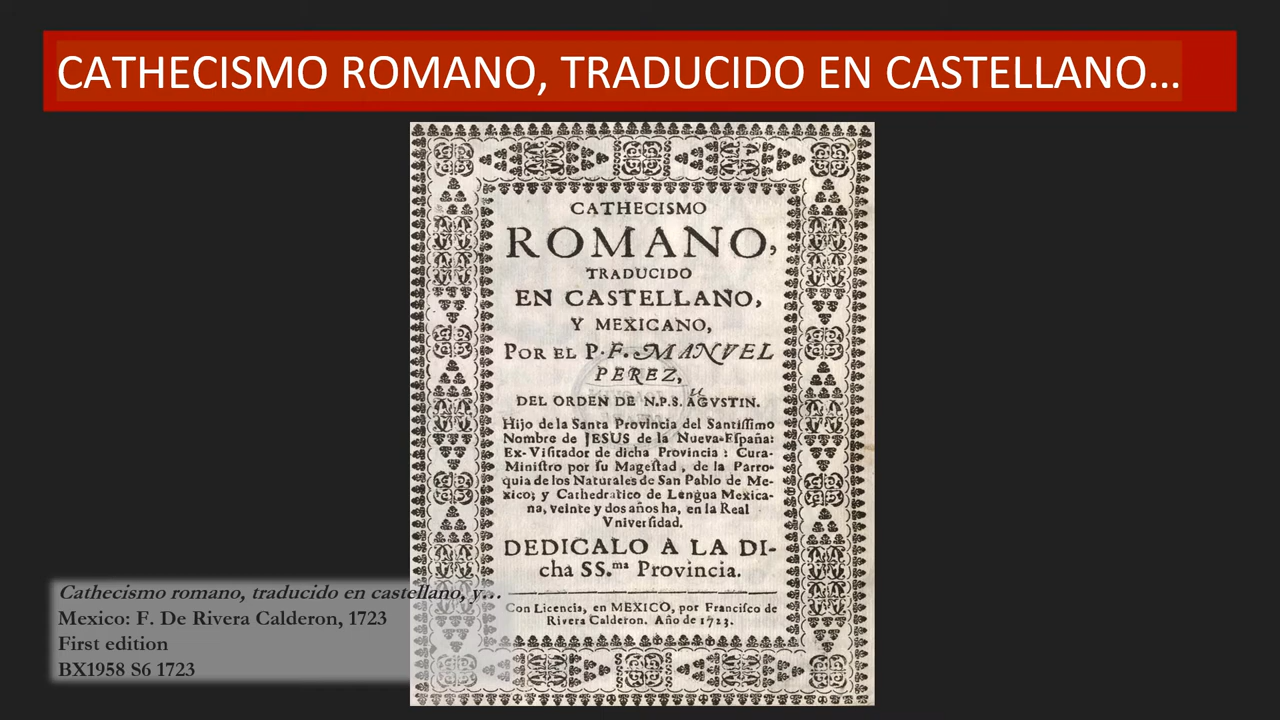 CATHECISMO ROMANO, TRADUCIDO EN CASTELLANO…
CATHECISMO
ROMANO,
TRADUCIDO
EN CASTELLANO,
Y MEXICANO,
POR EL P. F. MANVEL
PEREZ,
DEL ORDEN DE N.P.S. AGVSTIN.
Hijo de la Santa Provincia del Santissimo
Nombre de JESUS de la Nueva-España:
Ex-Visitador de dicha Provincia : Cura-
Ministro por su Magestad, de la Parro-
quia de los Naturales de San Pablo de Me-
xico; y Cathedratico de Lengua Mexica-
na, veinte y dos años ha, en la Real
Vniversidad.
DEDICALO A LA DI-
cha SS.ma Provincia.
Con Licencia, en MEXICO, por Francisco de
Rivera Calderon. Año de 1723.
Cathecismo romano, traducido en castellano, y…
Mexico: F. De Rivera Calderon, 1723
First edition
BX1958 S6 1723